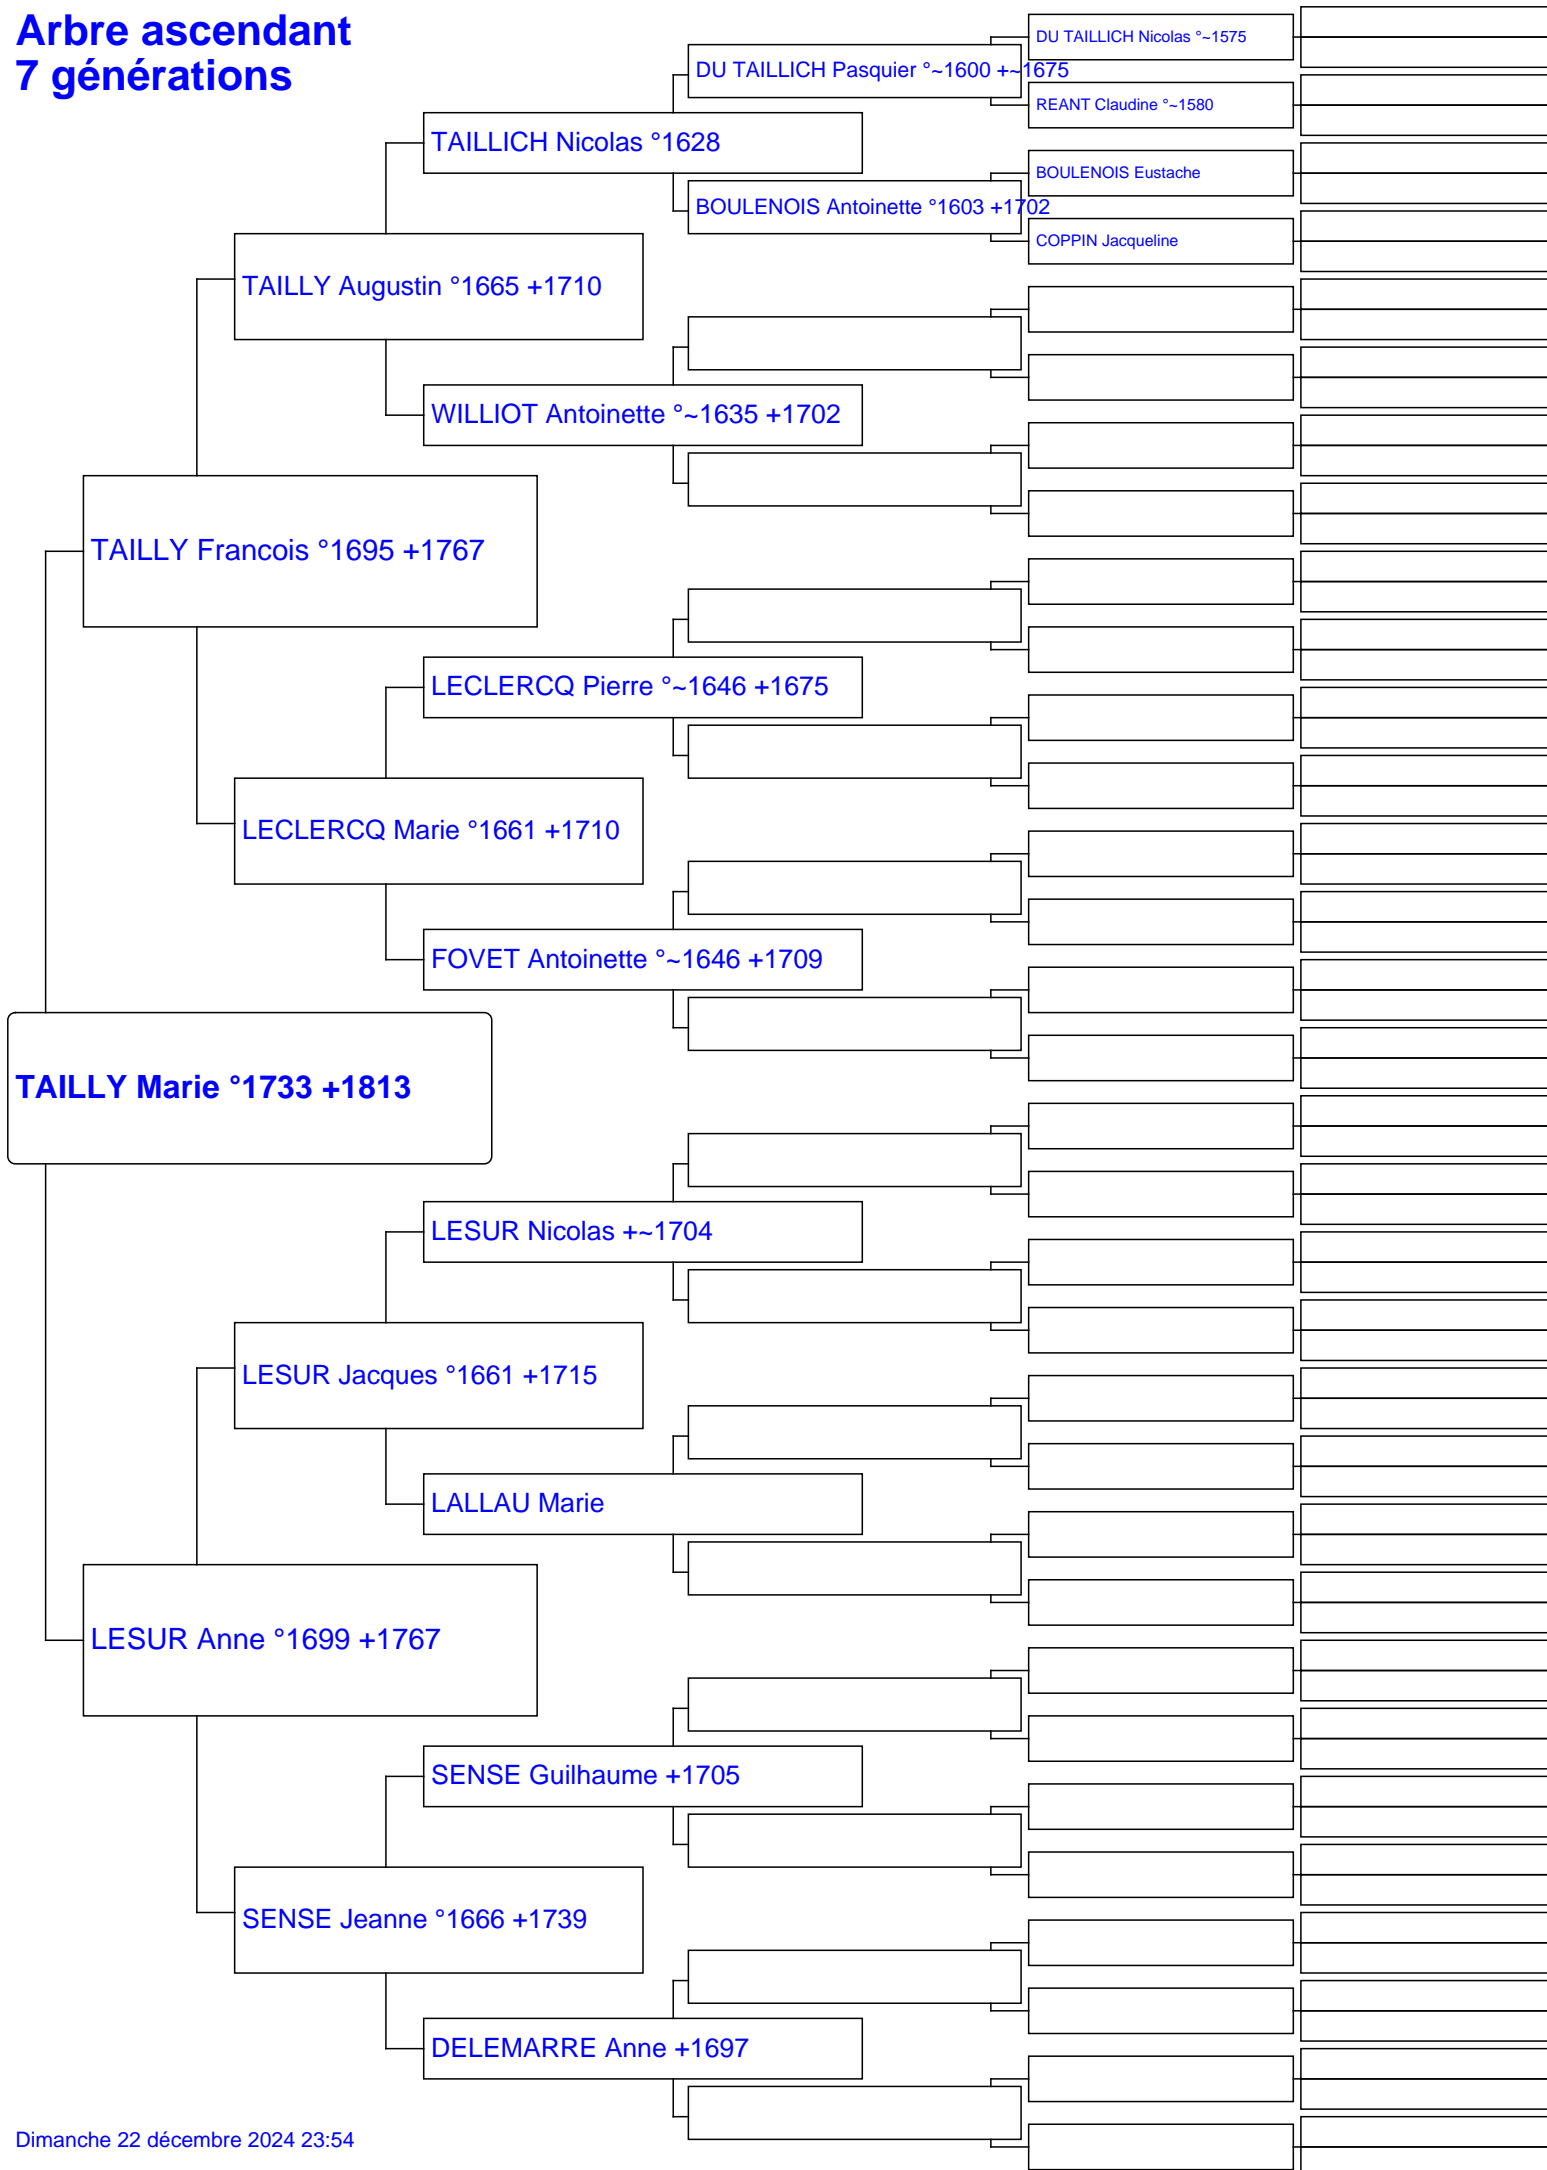 Arbre ascendant
7 générations
DU TAILLICH Nicolas °~1575
DU TAILLICH Pasquier °~1600 +~1675
REANT Claudine °~1580
TAILLICH Nicolas °1628
BOULENOIS Eustache
BOULENOIS Antoinette °1603 +1702
COPPIN Jacqueline
TAILLY Augustin °1665 +1710
WILLIOT Antoinette °~1635 +1702
TAILLY Francois °1695 +1767
LECLERCQ Pierre °~1646 +1675
LECLERCQ Marie °1661 +1710
FOVET Antoinette °~1646 +1709
TAILLY Marie °1733 +1813
LESUR Nicolas +~1704
LESUR Jacques °1661 +1715
LALLAU Marie
LESUR Anne °1699 +1767
SENSE Guilhaume +1705
SENSE Jeanne °1666 +1739
DELEMARRE Anne +1697
Dimanche 22 décembre 2024 23:54